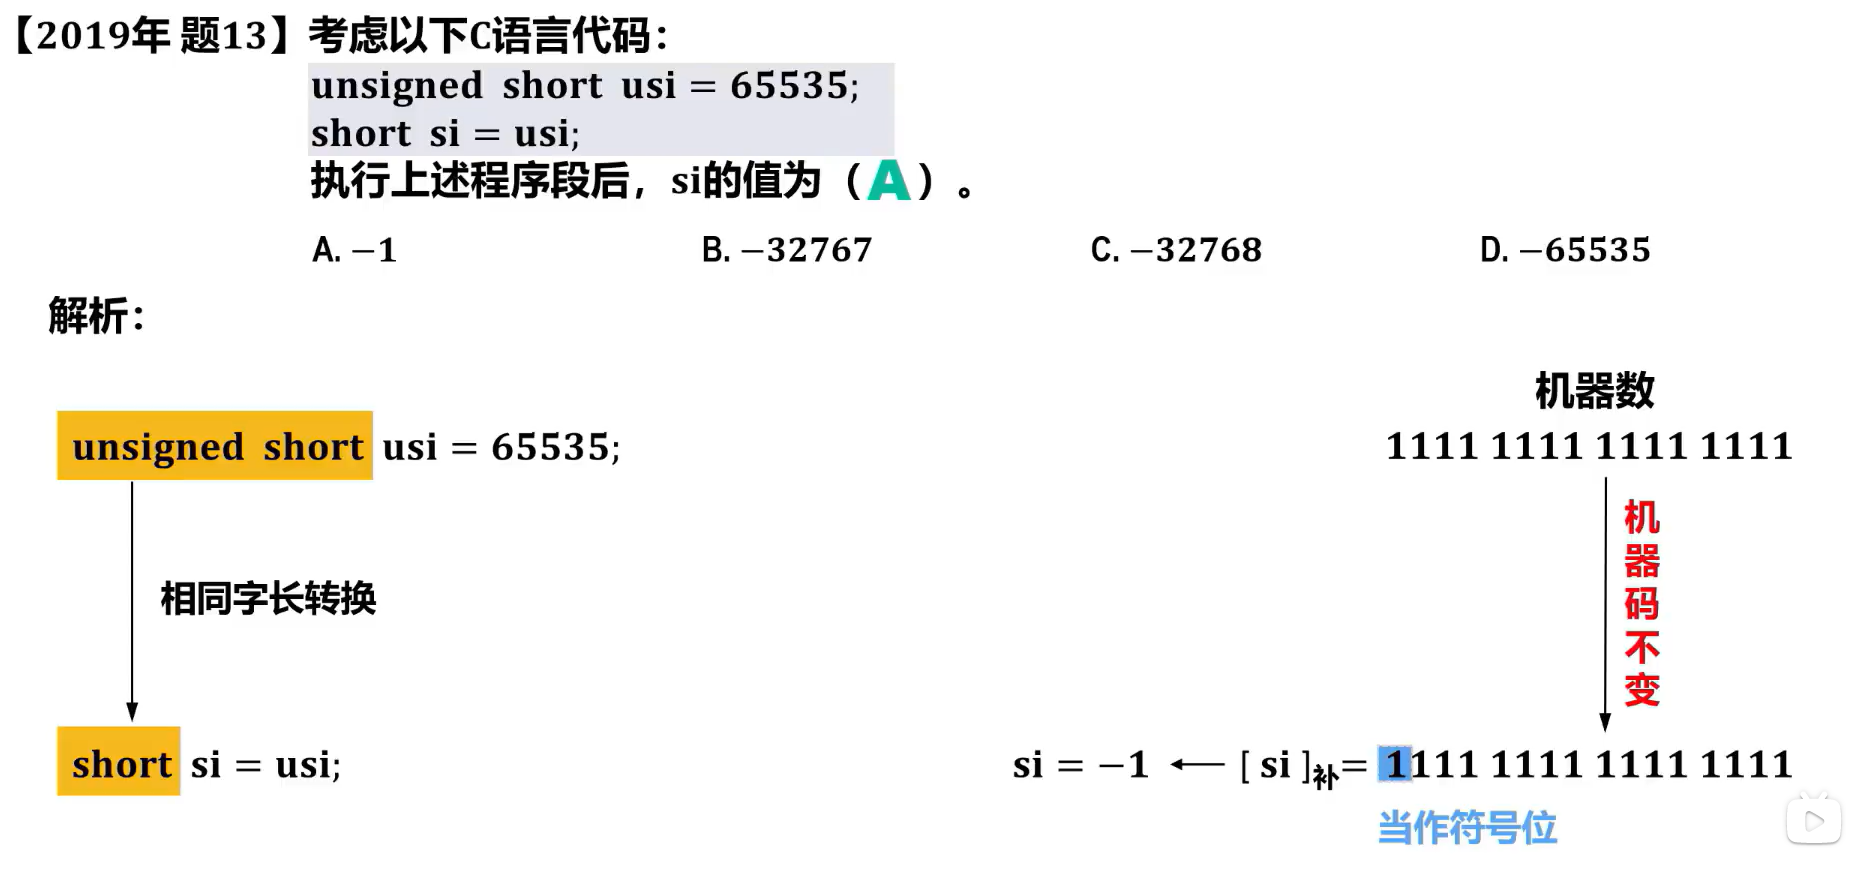 【2019年 题13】考虑以下C语言代码：
unsigned short usi = 65535;
short si = usi;
执行上述程序段后，si的值为（A）。
A. −1 B. −32767 C. −32768 D. −65535
解析：
机器数
unsigned short usi = 65535; 1111 1111 1111 1111
机器码不变
相同字长转换
short si = usi; si = −1 ← [ si ]补= 1111 1111 1111 1111
当作符号位